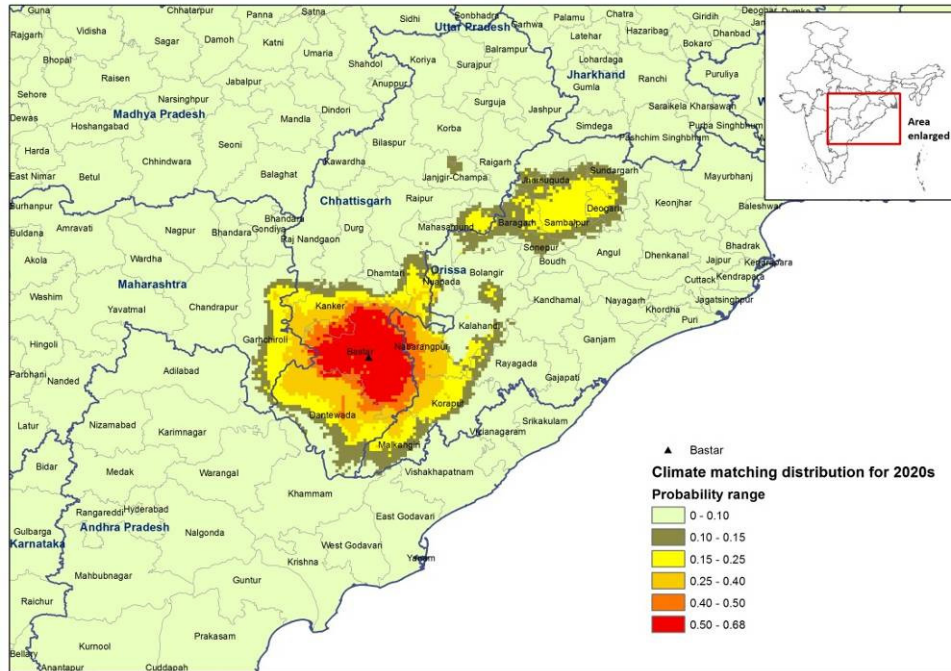 Guna
Chhatarpur
Panna
Satna
Sidhi
Sonbhadra
Garhwa
Palamu
Chatra
Giridih
Deoghar
Dumka
Rajgarh
Vidisha
Sagar
Damoh
Katni
Uttar Pradesh
Latehar
Hazaribag
Dhanbad
Bokaro
Bhopal
Raisen
Umaria
Shahdol
Koriya
Balrampur
Surajpur
Lohardaga
Jharkhand
Ranchi
Puruliya
Sehore
Jabalpur
Anuppur
Gumla
Dewas
Narsinghpur
Dindori
Surguja
Jashpur
Saraikela Kharsawan
Hoshangabad
Madhya Pradesh
Mandla
Korba
Simdega
Purba Singhbhum
Pashchim Singhbhum
Harda
Seoni
Bilaspur
Chhindwara
Kawardha
Raigarh
Sundargarh
Mayurbhanj
East Nimar
Betul
Balaghat
Janjgir-Champa
Jharsuguda
Burhanpur
Chhattisgarh
Raipur
Deogarh
Keonjhar
Baleshwar
Amravati
Nagpur
Bhandara
Bhandara
Gondiya
Raj Nandgaon
Durg
Mahasamund
Baragarh
Sambalpur
Buldana
Akola
Wardha
Sonepur
Boudh
Angul
Dhenkanal
Bhadrak
Jajpur
Kendrapara
Kendrapara
Maharashtra
Dhamtari
Orissa
Nuapada
Bolangir
Cuttack
Jagatsinghpur
Washim
Yavatmal
Chandrapur
Kanker
Kandhamal
Nayagarh
Khordha
Puri
Hingoli
Garhchiroli
Bastar
Nabarangpur
Kalahandi
Ganjam
Parbhani
Nanded
Adilabad
Rayagada
Gajapati
Latur
Nizamabad
Karimnagar
Dantewada
Koraput
Srikakulam
Vizianagaram
Bidar
Medak
Warangal
Malkangiri
Vishakhapatnam
Khammam
Rangareddi
Hyderabad
Gulbarga
Andhra Pradesh
Nalgonda
East Godavari
Karnataka
West Godavari
Yanam
Krishna
Mahbubnagar
Guntur
Raichur
Prakasam
Bellary
Kurnool
Anantapur
Cuddapah
Area
enlarged
Bastar
Climate matching distribution for 2020s
Probability range
0 - 0.10
0.10 - 0.15
0.15 - 0.25
0.25 - 0.40
0.40 - 0.50
0.50 - 0.68